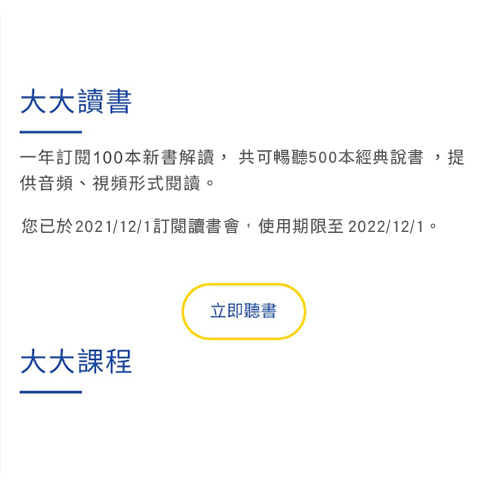 大大讀書
一年訂閱100本新書解讀， 共可暢聽500本經典說書 ，提
供音頻、視頻形式閱讀。
您已於2021/12/1訂閱讀書會，使用期限至 2022/12/1。
立即聽書
大大課程